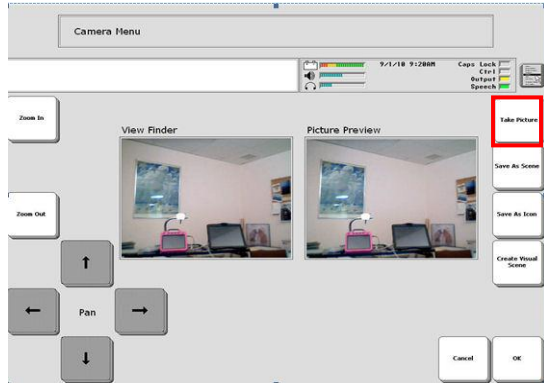 Camera Menu
9/1/10 9:20AM
Caps Lock
Ctrl
Output
Speech
Zoom In
Take Picture
View Finder
Picture Preview
Save As Scene
Zoom Out
Save As Icon
Create Visual
Scene
Pan
Cancel
OK